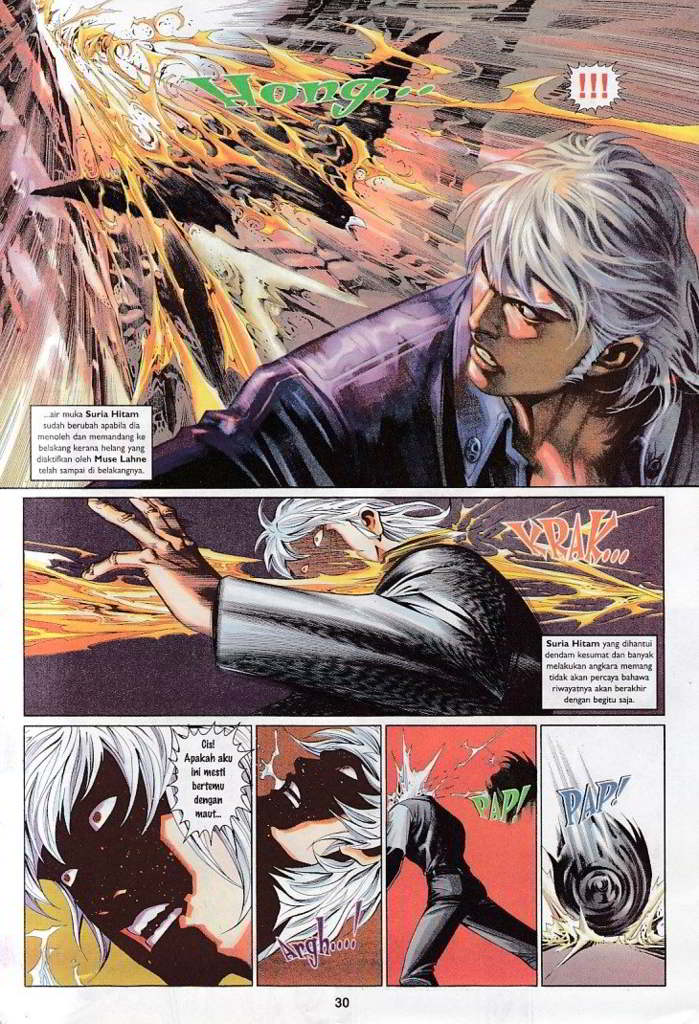 Hong...
!!!
...air muka Suria Hitam
sudah berubah apabila dia
menoleh dan memandang ke
belakang kerana helang yang
diaktifkan oleh Muse Lahne
telah sampai di belakangnya.
KRAK...
Suria Hitam yang dihantui
dendam kesumat dan banyak
melakukan angkara memang
tidak akan percaya bahawa
riwayatnya akan berakhir
dengan begitu saja.
Cis!
Apakah aku
ini mesti
bertemu
dengan
maut...
Argh....!
PAP!
PAP!
30